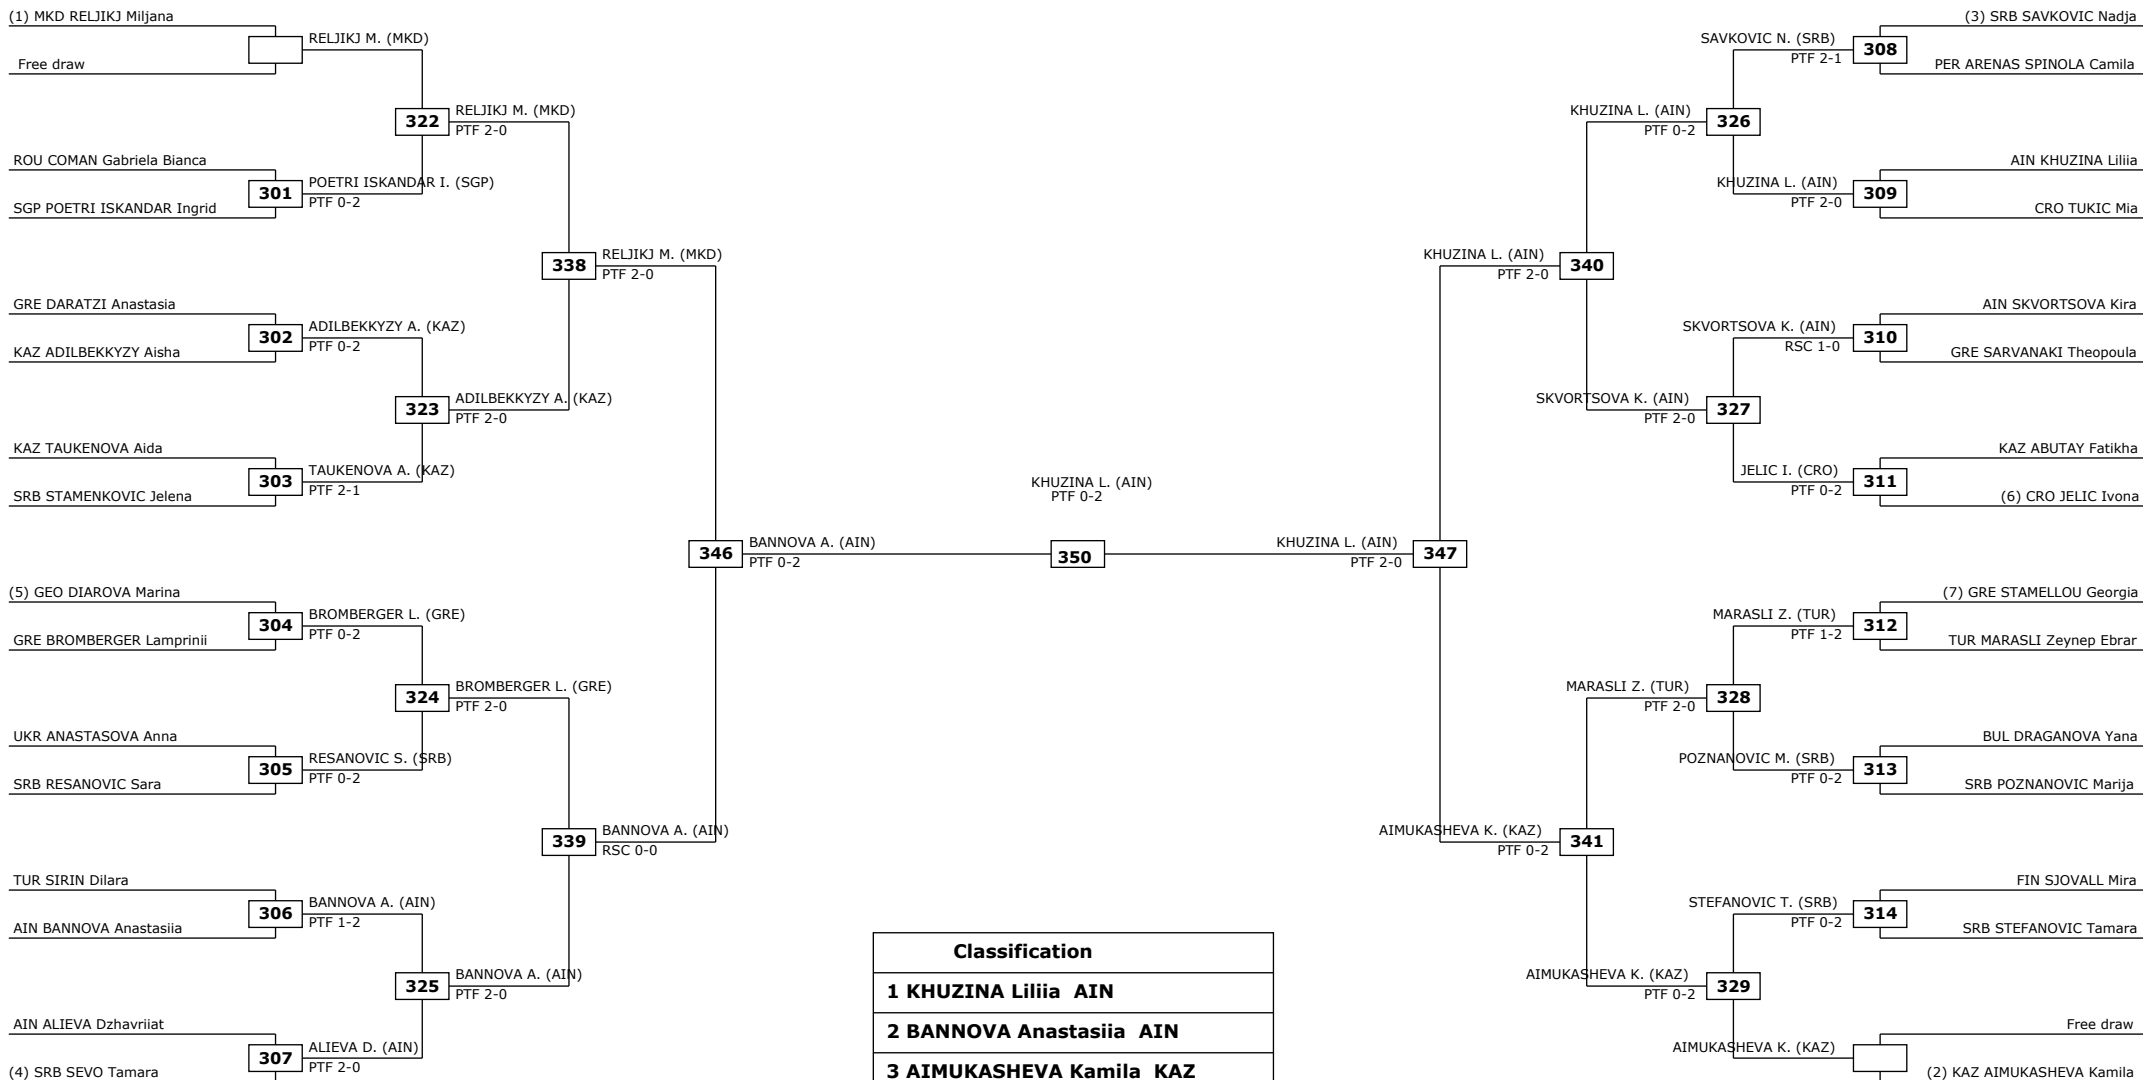 (1) MKD RELJIKJ Miljana
RELJIKJ M. (MKD)
Free draw
322
RELJIKJ M. (MKD)
PTF 2-0
ROU COMAN Gabriela Bianca
301
POETRI ISKANDAR I. (SGP)
PTF 0-2
SGP POETRI ISKANDAR Ingrid
338
RELJIKJ M. (MKD)
PTF 2-0
GRE DARATZI Anastasia
302
ADILBEKKYZY A. (KAZ)
PTF 0-2
KAZ ADILBEKKYZY Aisha
323
ADILBEKKYZY A. (KAZ)
PTF 2-0
KAZ TAUKENOVA Aida
303
TAUKENOVA A. (KAZ)
PTF 2-1
SRB STAMENKOVIC Jelena
346
BANNOVA A. (AIN)
PTF 0-2
(5) GEO DIAROVA Marina
304
BROMBERGER L. (GRE)
PTF 0-2
GRE BROMBERGER Lamprinii
324
BROMBERGER L. (GRE)
PTF 2-0
UKR ANASTASOVA Anna
305
RESANOVIC S. (SRB)
PTF 0-2
SRB RESANOVIC Sara
339
BANNOVA A. (AIN)
RSC 0-0
TUR SIRIN Dilara
306
BANNOVA A. (AIN)
PTF 1-2
AIN BANNOVA Anastasiia
325
BANNOVA A. (AIN)
PTF 2-0
AIN ALIEVA Dzhavriiat
307
ALIEVA D. (AIN)
PTF 2-0
(4) SRB SEVO Tamara
KHUZINA L. (AIN)
PTF 0-2
350
(3) SRB SAVKOVIC Nadja
SAVKOVIC N. (SRB)
PTF 2-1
308
PER ARENAS SPINOLA Camila
KHUZINA L. (AIN)
PTF 0-2
326
AIN KHUZINA Liliia
KHUZINA L. (AIN)
PTF 2-0
309
CRO TUKIC Mia
KHUZINA L. (AIN)
PTF 2-0
340
AIN SKVORTSOVA Kira
SKVORTSOVA K. (AIN)
RSC 1-0
310
GRE SARVANAKI Theopoula
SKVORTSOVA K. (AIN)
PTF 2-0
327
KAZ ABUTAY Fatikha
JELIC I. (CRO)
PTF 0-2
311
(6) CRO JELIC Ivona
KHUZINA L. (AIN)
PTF 2-0
347
(7) GRE STAMELLOU Georgia
MARASLI Z. (TUR)
PTF 1-2
312
TUR MARASLI Zeynep Ebrar
MARASLI Z. (TUR)
PTF 2-0
328
BUL DRAGANOVA Yana
POZNANOVIC M. (SRB)
PTF 0-2
313
SRB POZNANOVIC Marija
AIMUKASHEVA K. (KAZ)
PTF 0-2
341
FIN SJOVALL Mira
STEFANOVIC T. (SRB)
PTF 0-2
314
SRB STEFANOVIC Tamara
AIMUKASHEVA K. (KAZ)
PTF 0-2
329
Free draw
AIMUKASHEVA K. (KAZ)
(2) KAZ AIMUKASHEVA Kamila
Classification
1 KHUZINA Liliia AIN
2 BANNOVA Anastasiia AIN
3 AIMUKASHEVA Kamila KAZ